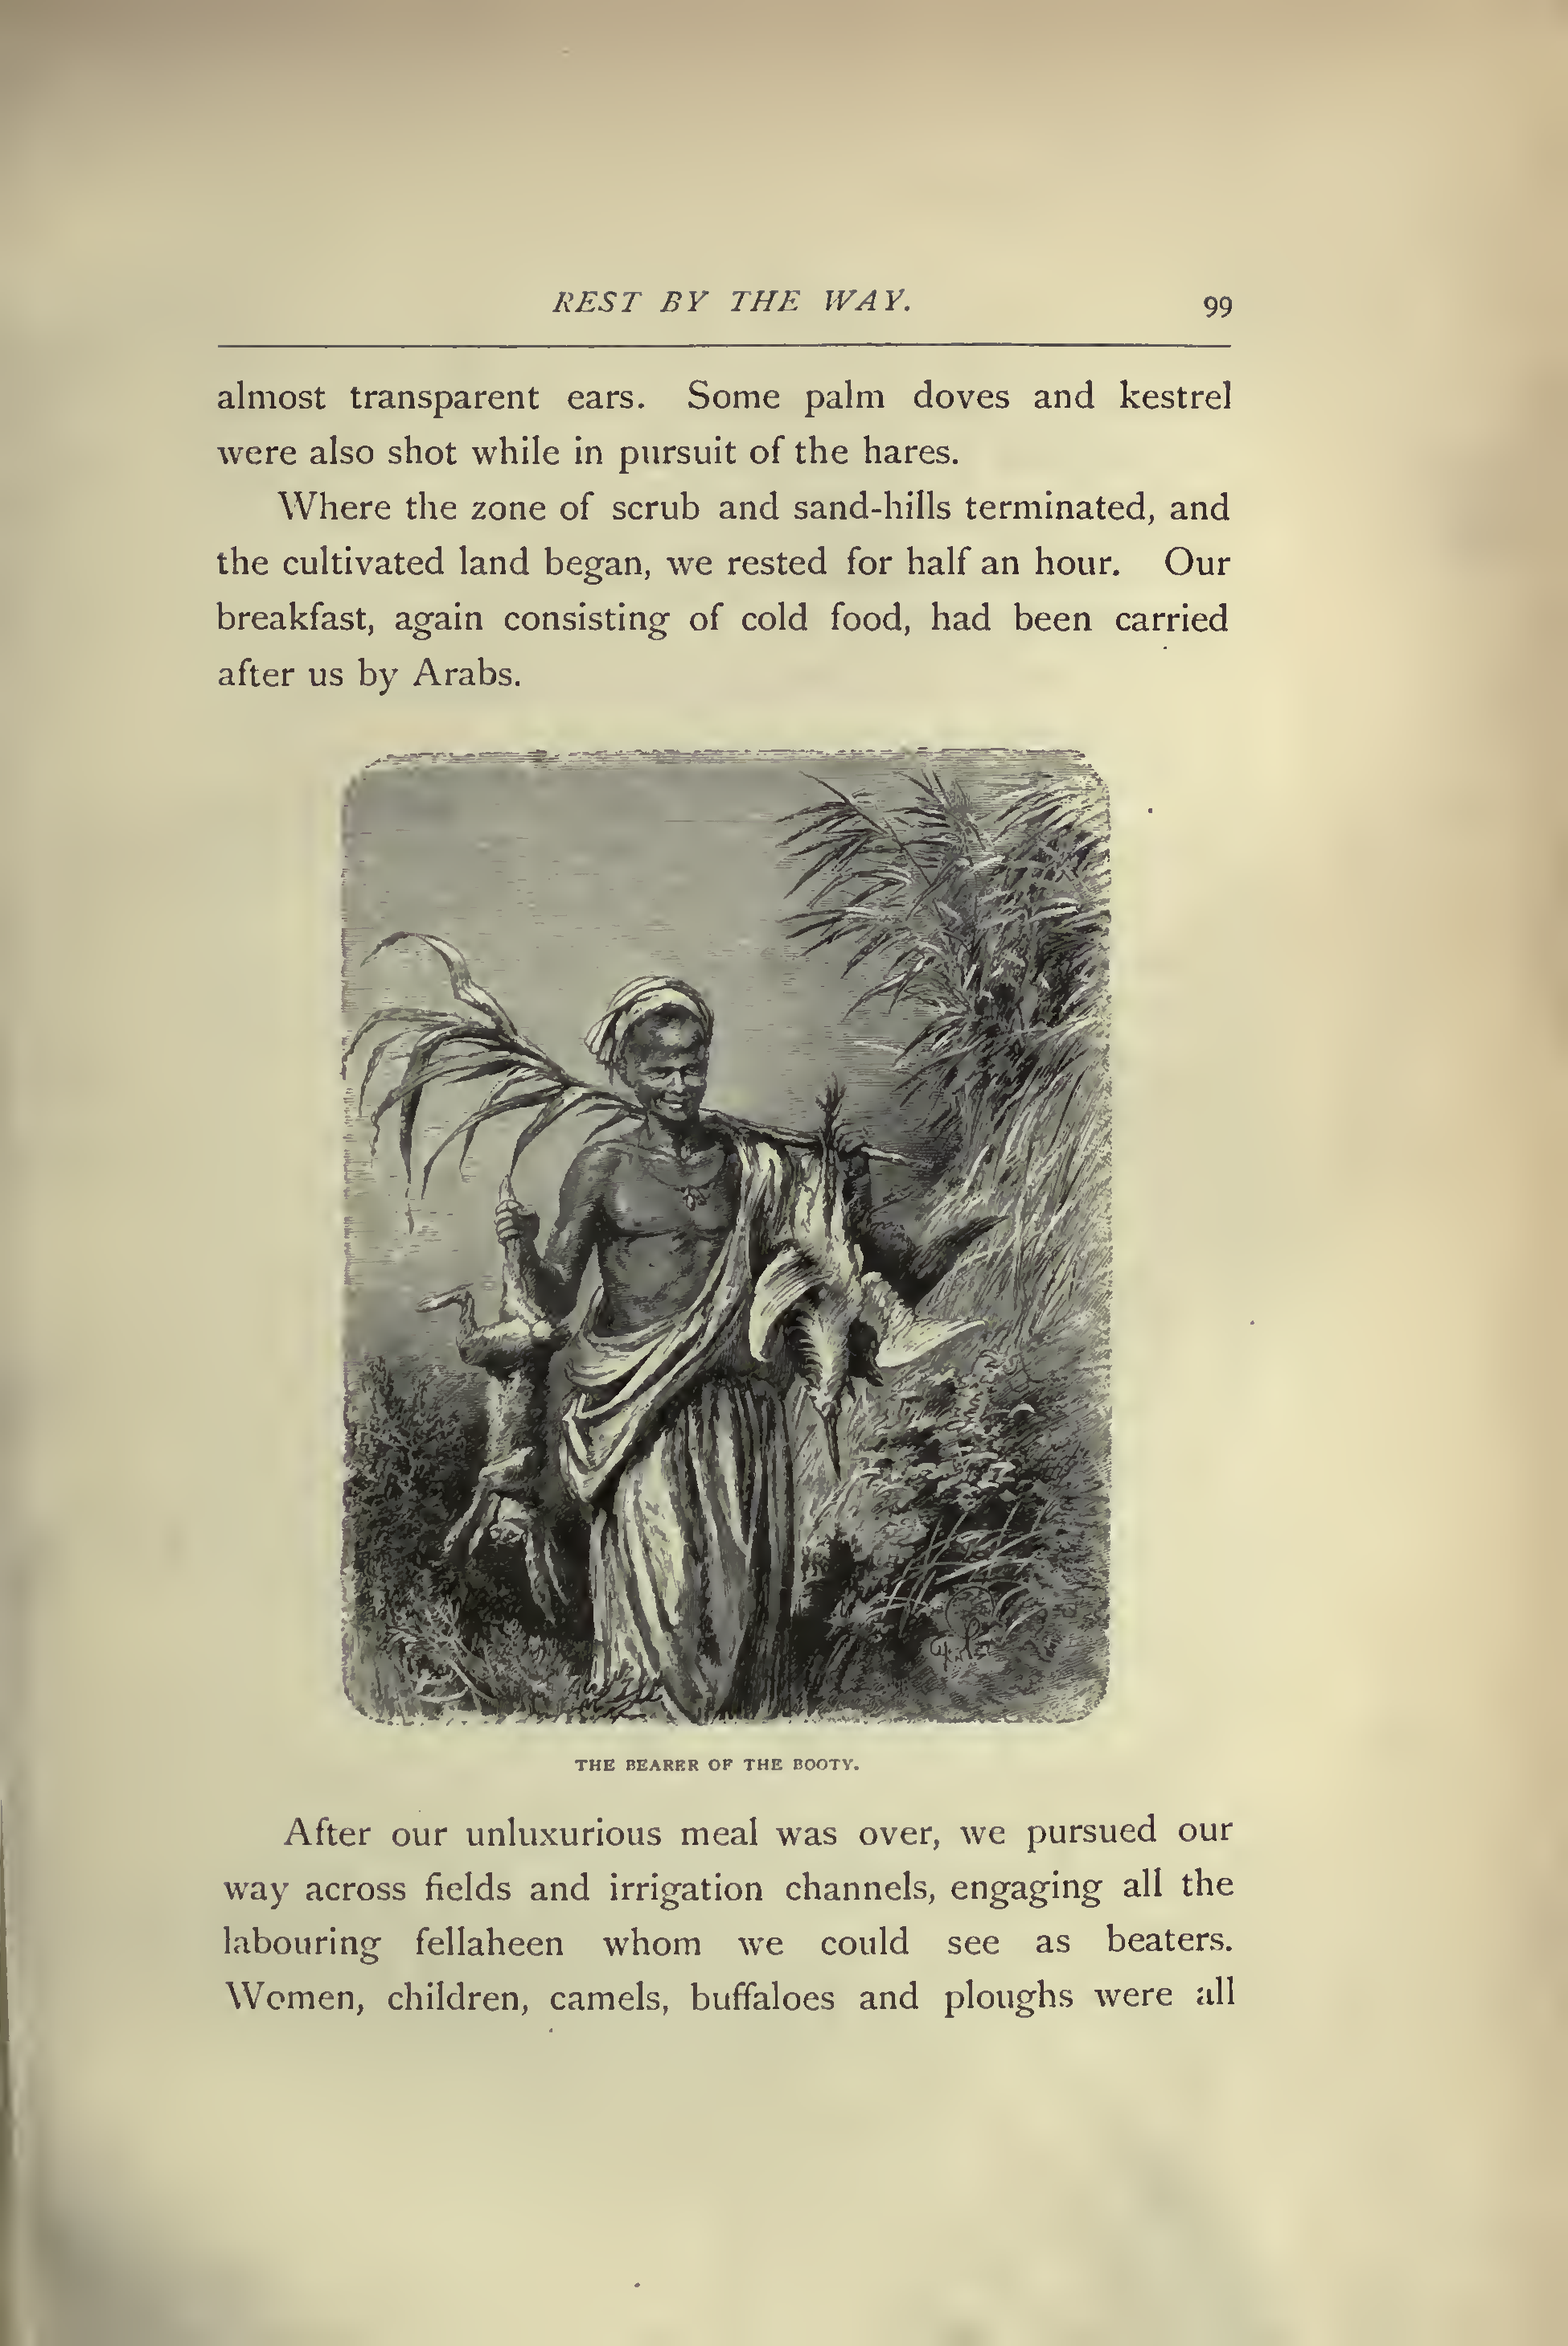 REST BY THE WAY. 99
almost transparent ears. Some palm doves and kestrel
were also shot while in pursuit of the hares.
Where the zone of scrub and sand-hills terminated, and
the cultivated land began, we rested for half an hour. Our
breakfast, again consisting of cold food, had been carried
after us by Arabs.
THE BEARER OF THE BOOTY.
After our unluxurious meal was over, we pursued our
way across fields and irrigation channels, engaging all the
labouring fellaheen whom we could see as beaters.
Women, children, camels, buffaloes and ploughs were all